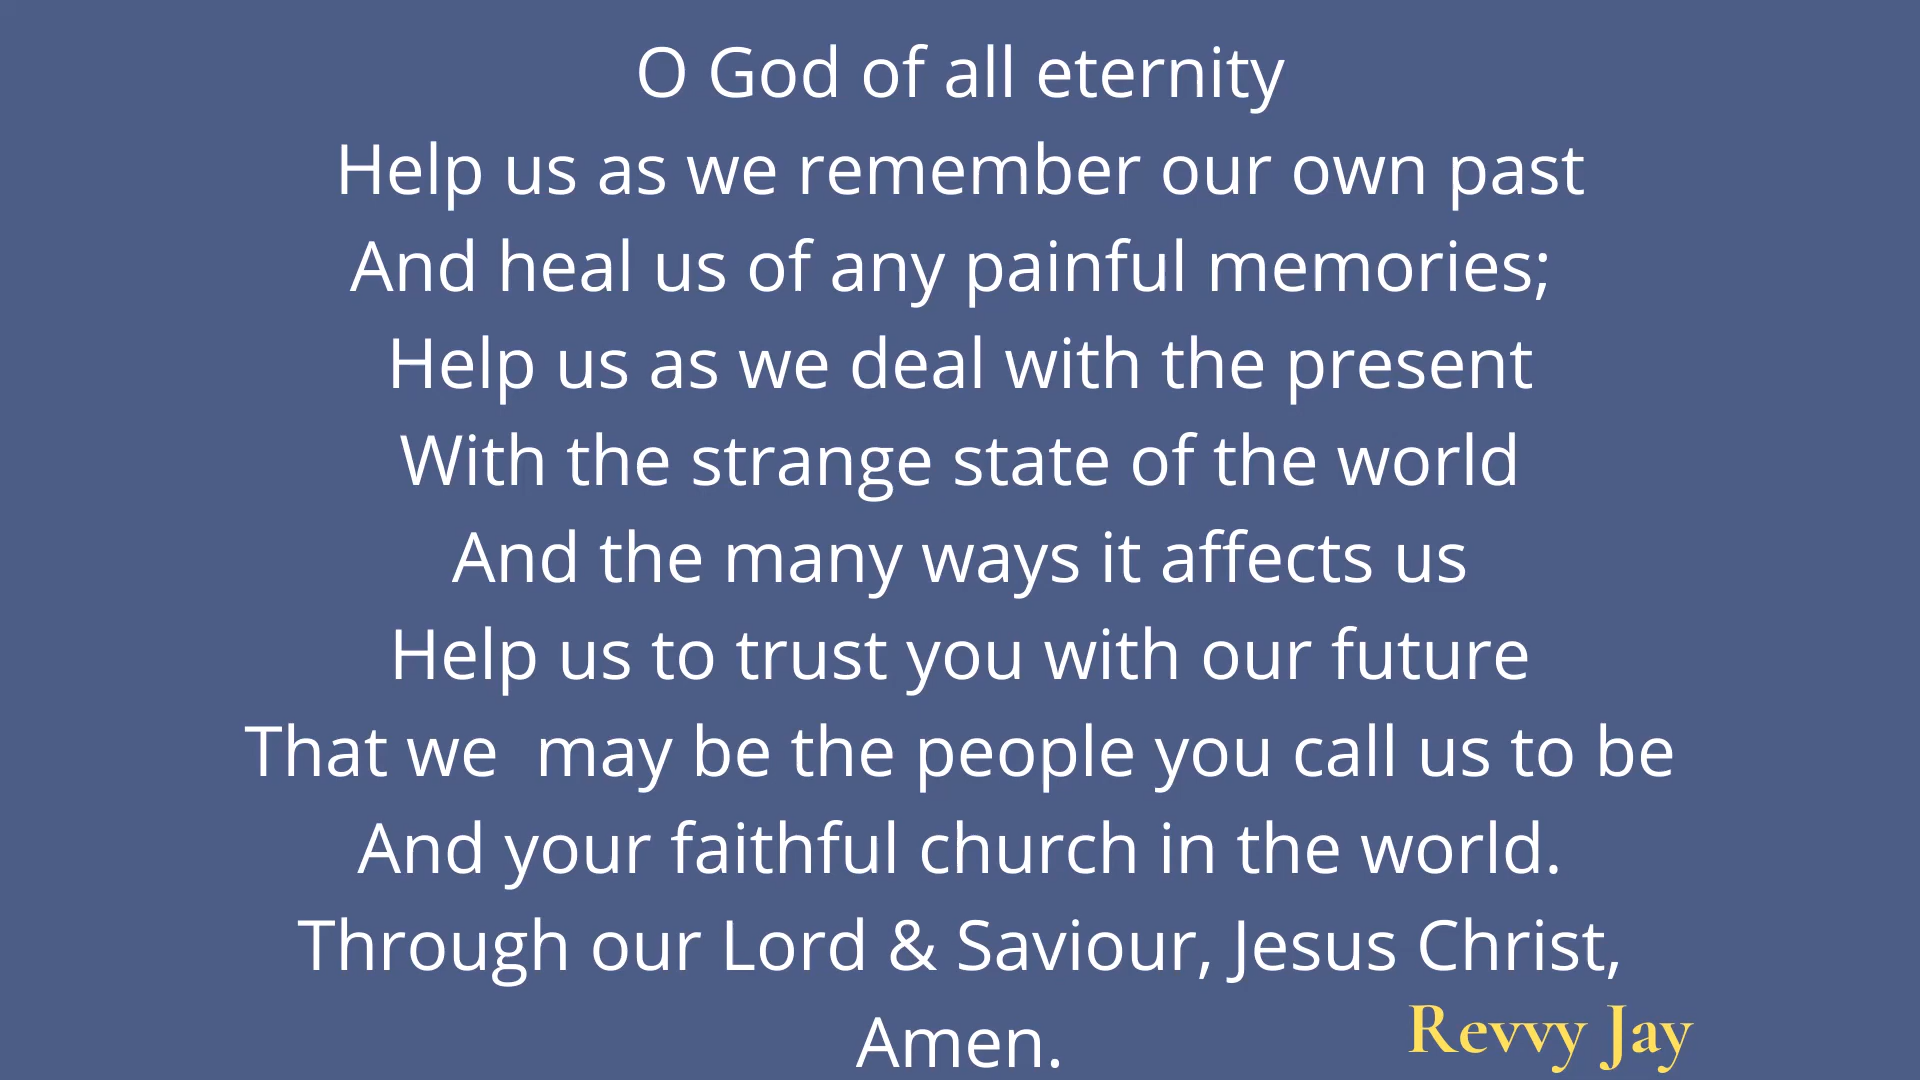 O God of all eternity
Help us as we remember our own past
And heal us of any painful memories;
Help us as we deal with the present
With the strange state of the world
And the many ways it affects us
Help us to trust you with our future
That we  may be the people you call us to be
And your faithful church in the world.
Through our Lord & Saviour, Jesus Christ,
Amen.
Revvy Jay